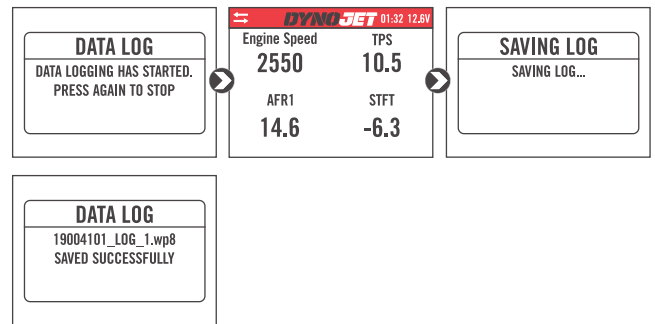 DATA LOG
DATA LOGGING HAS STARTED.
PRESS AGAIN TO STOP
DYNOJET 01:32 12.6V
Engine Speed TPS
2550 10.5
AFR1 STFT
14.6 -6.3
SAVING LOG
SAVING LOG...
DATA LOG
19004101_LOG_1.wp8
SAVED SUCCESSFULLY